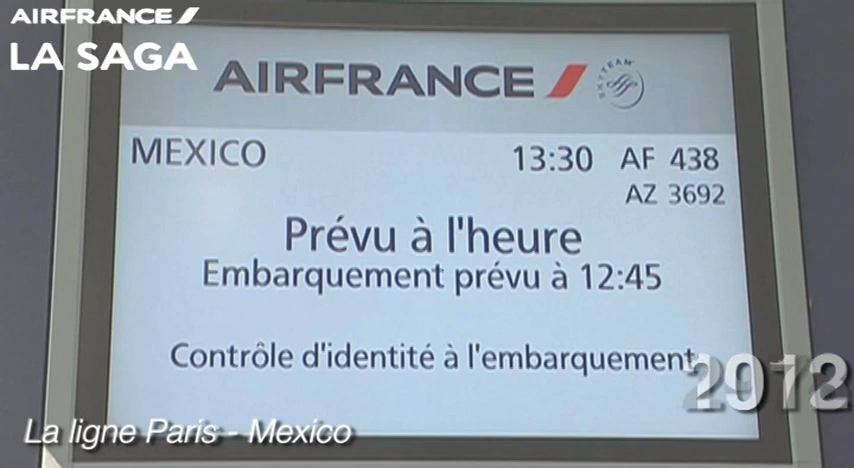 AIRFRANCE
LA SAGA
AIRFRANCE
SKYTEAM
MEXICO 13:30 AF 438
AZ 3692
Prévu à l'heure
Embarquement prévu à 12:45
Contrôle d'identité à l'embarquement
La ligne Paris - Mexico